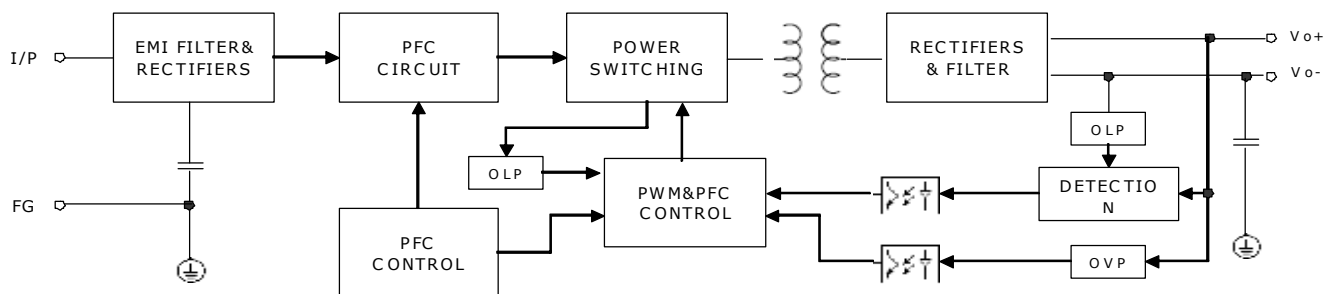 I/P
EMI FILTER&
RECTIFIERS
PFC
CIRCUIT
POWER
SWITCHING
RECTIFIERS
& FILTER
Vo+
Vo-
OLP
OLP
DETECTIO
N
PWM&PFC
CONTROL
FG
PFC
CONTROL
OVP